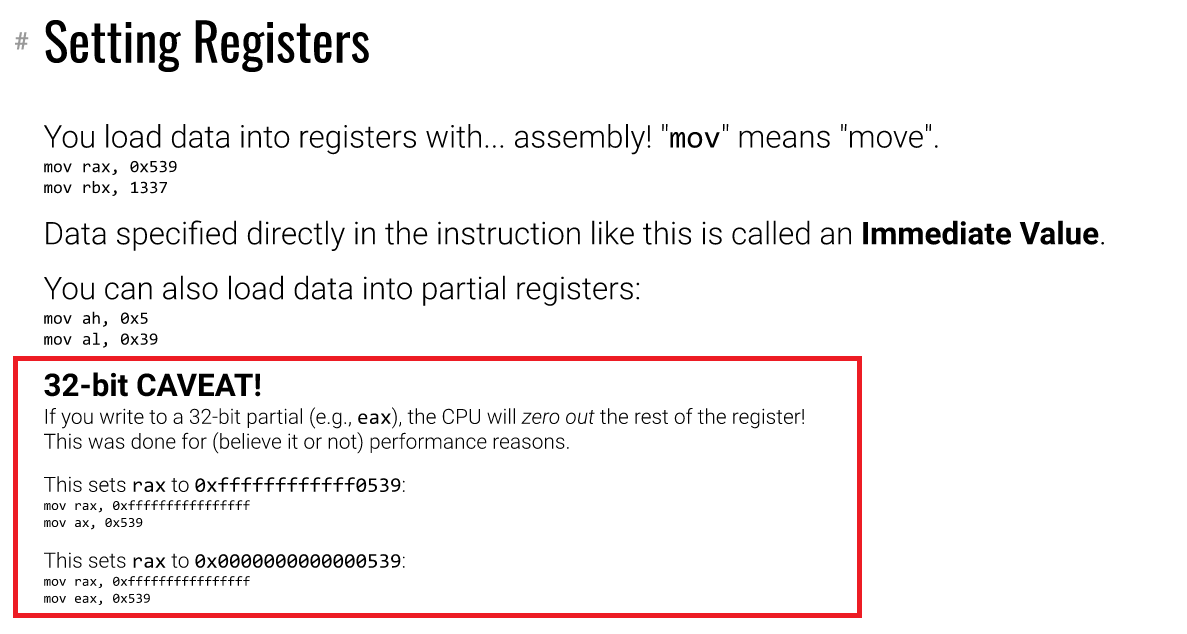 # Setting Registers
You load data into registers with... assembly! "mov" means "move".
mov rax, 0x539
mov rbx, 1337
Data specified directly in the instruction like this is called an Immediate Value.
You can also load data into partial registers:
mov ah, 0x5
mov al, 0x39
32-bit CAVEAT!
If you write to a 32-bit partial (e.g., eax), the CPU will zero out the rest of the register!
This was done for (believe it or not) performance reasons.
This sets rax to 0xffffffffffff0539:
mov rax, 0xffffffffffffffff
mov ax, 0x539
This sets rax to 0x0000000000000539:
mov rax, 0xffffffffffffffff
mov eax, 0x539